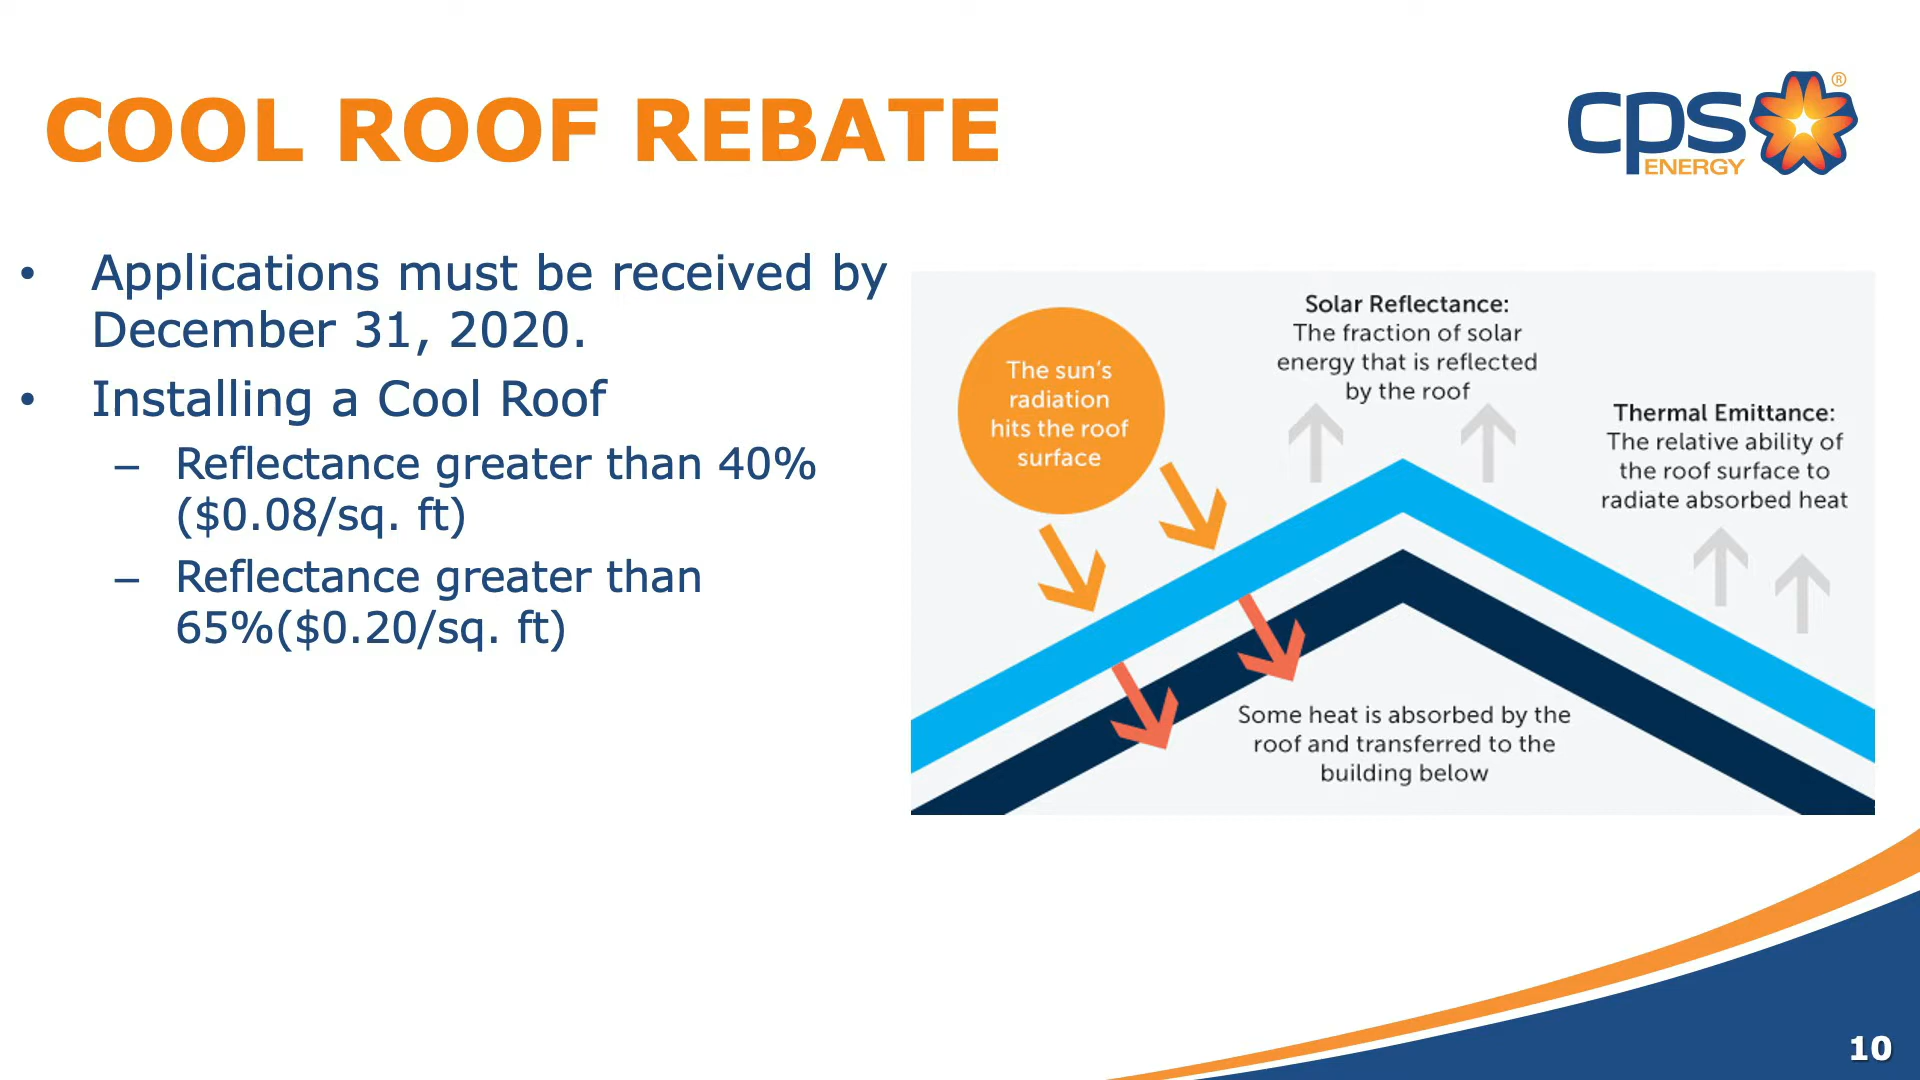 COOL ROOF REBATE
cps
ENERGY
®
• Applications must be received by
December 31, 2020.
• Installing a Cool Roof
– Reflectance greater than 40%
($0.08/sq. ft)
– Reflectance greater than
65%($0.20/sq. ft)
The sun's
radiation
hits the roof
surface
Solar Reflectance:
The fraction of solar
energy that is reflected
by the roof
Thermal Emittance:
The relative ability of
the roof surface to
radiate absorbed heat
Some heat is absorbed by the
roof and transferred to the
building below
10